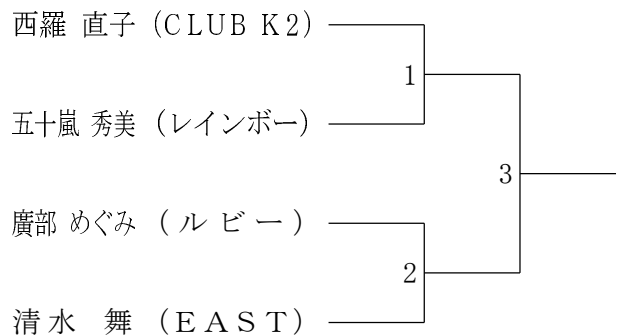 西羅 直子 (CLUB K2)
1
五十嵐 秀美 (レインボー)
3
廣部 めぐみ (ルビー)
2
清水 舞 (EAST)